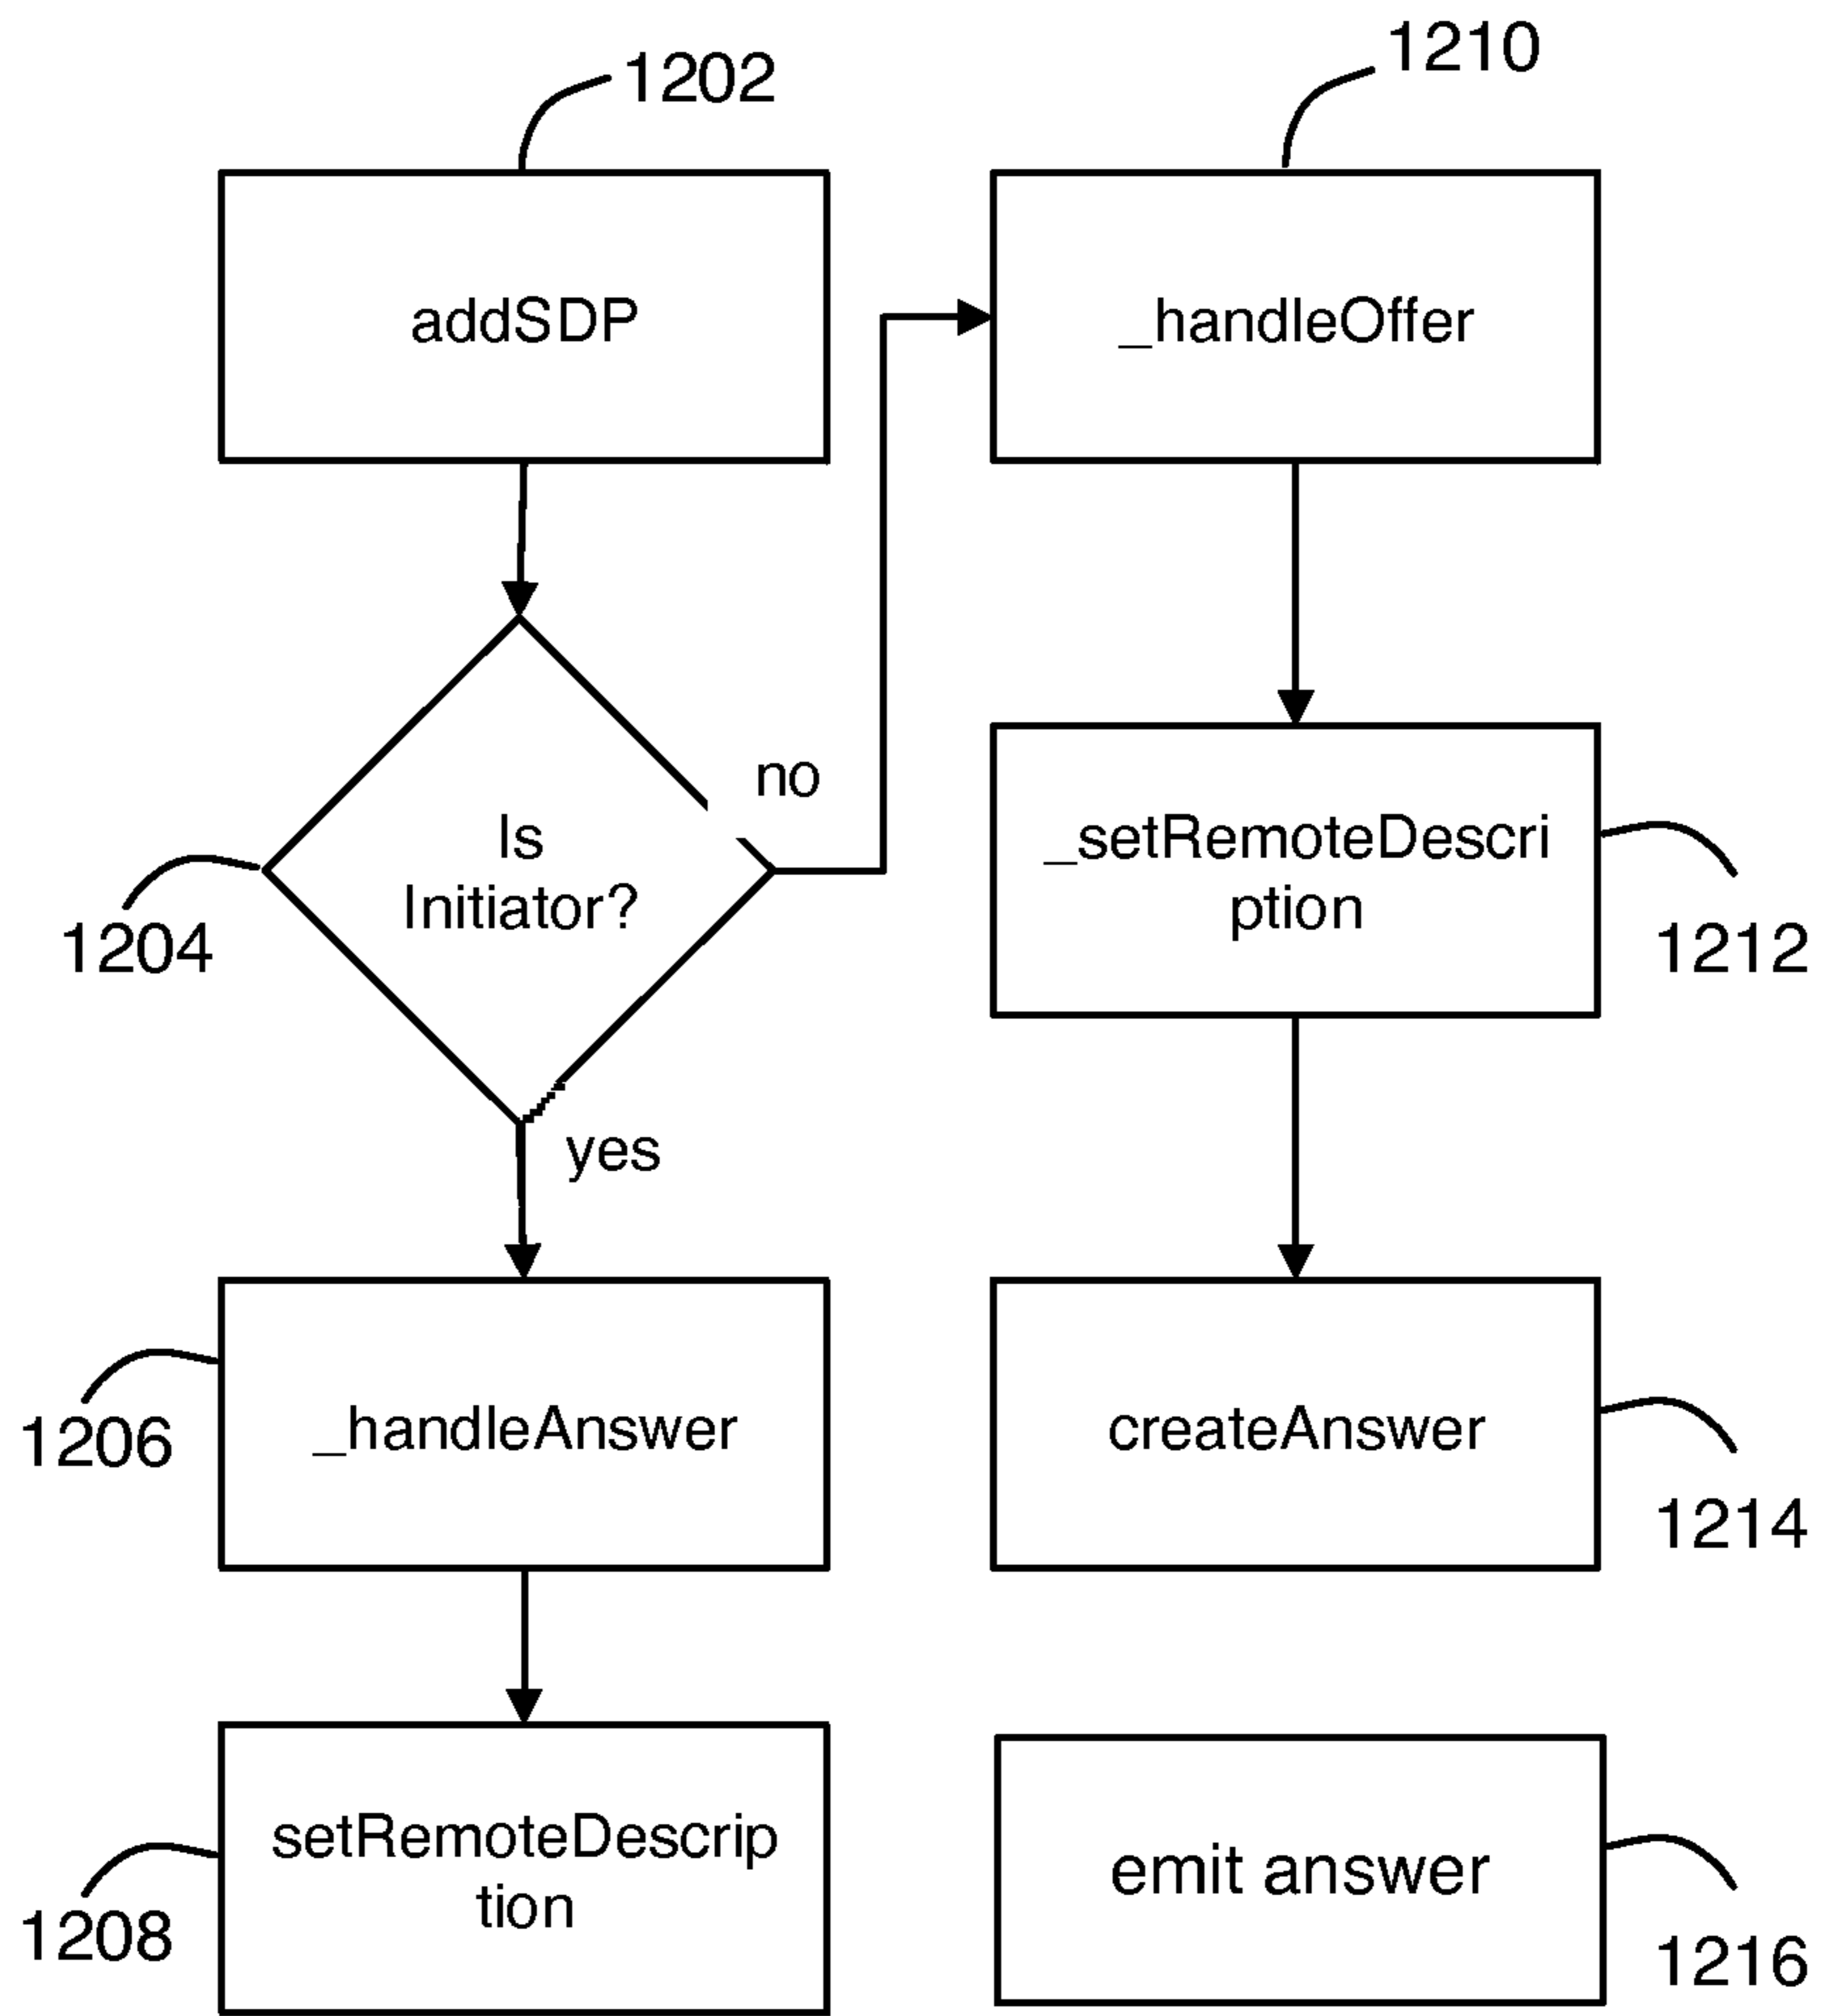 1202
1210
addSDP
_handleOffer
no
Is
Initiator?
_setRemoteDescri
ption
1204
1212
yes
1206
_handleAnswer
createAnswer
1214
setRemoteDescrip
tion
emit answer
1208
1216